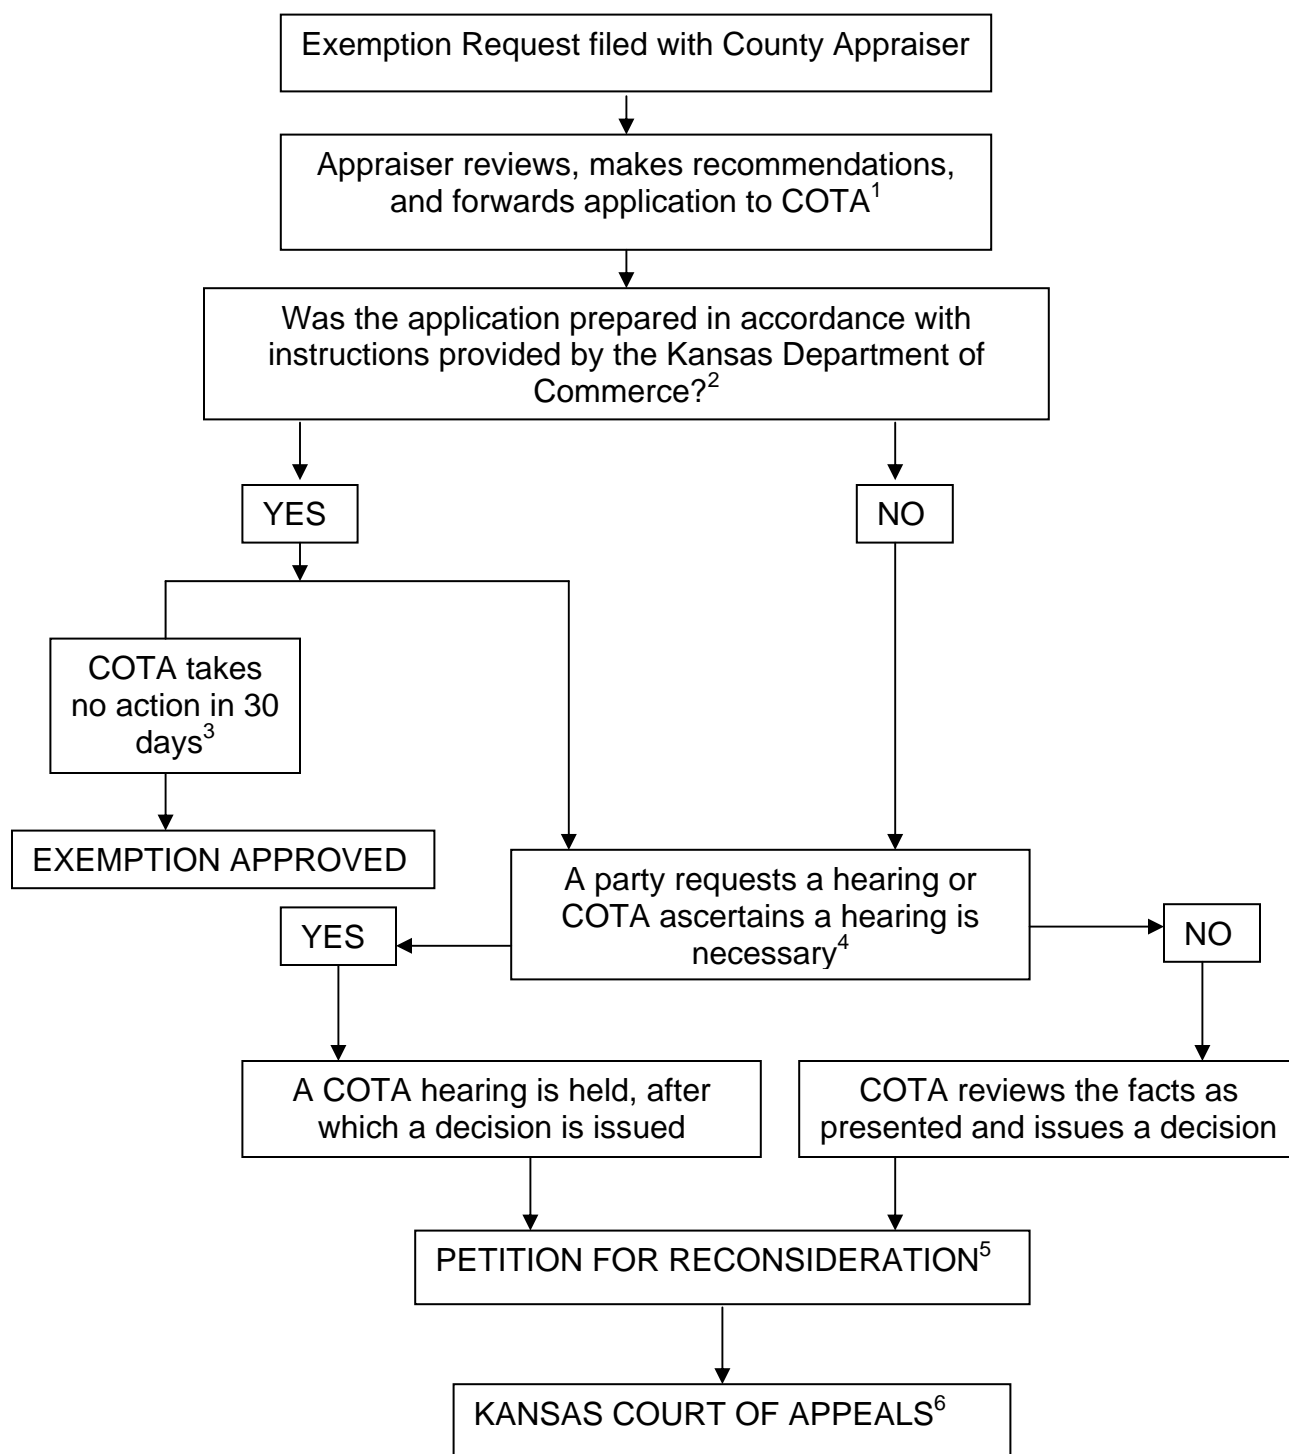 Exemption Request filed with County Appraiser
Appraiser reviews, makes recommendations,
and forwards application to COTA1
Was the application prepared in accordance with
instructions provided by the Kansas Department of
Commerce?2
YES
NO
COTA takes
no action in 30
days3
EXEMPTION APPROVED
A party requests a hearing or
COTA ascertains a hearing is
necessary4
YES
NO
A COTA hearing is held, after
which a decision is issued
COTA reviews the facts as
presented and issues a decision
PETITION FOR RECONSIDERATION5
KANSAS COURT OF APPEALS6